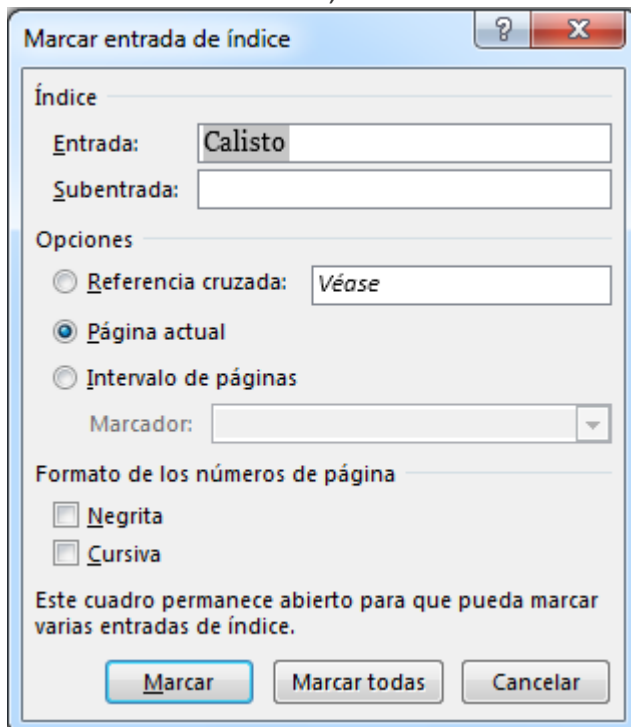 Marcar entrada de índice
Índice
Entrada: Calisto
Subentrada:
Opciones
Referencia cruzada: Véase
Página actual
Intervalo de páginas
Marcador:
Formato de los números de página
Negrita
Cursiva
Este cuadro permanece abierto para que pueda marcar
varias entradas de índice.
Marcar Marcar todas Cancelar